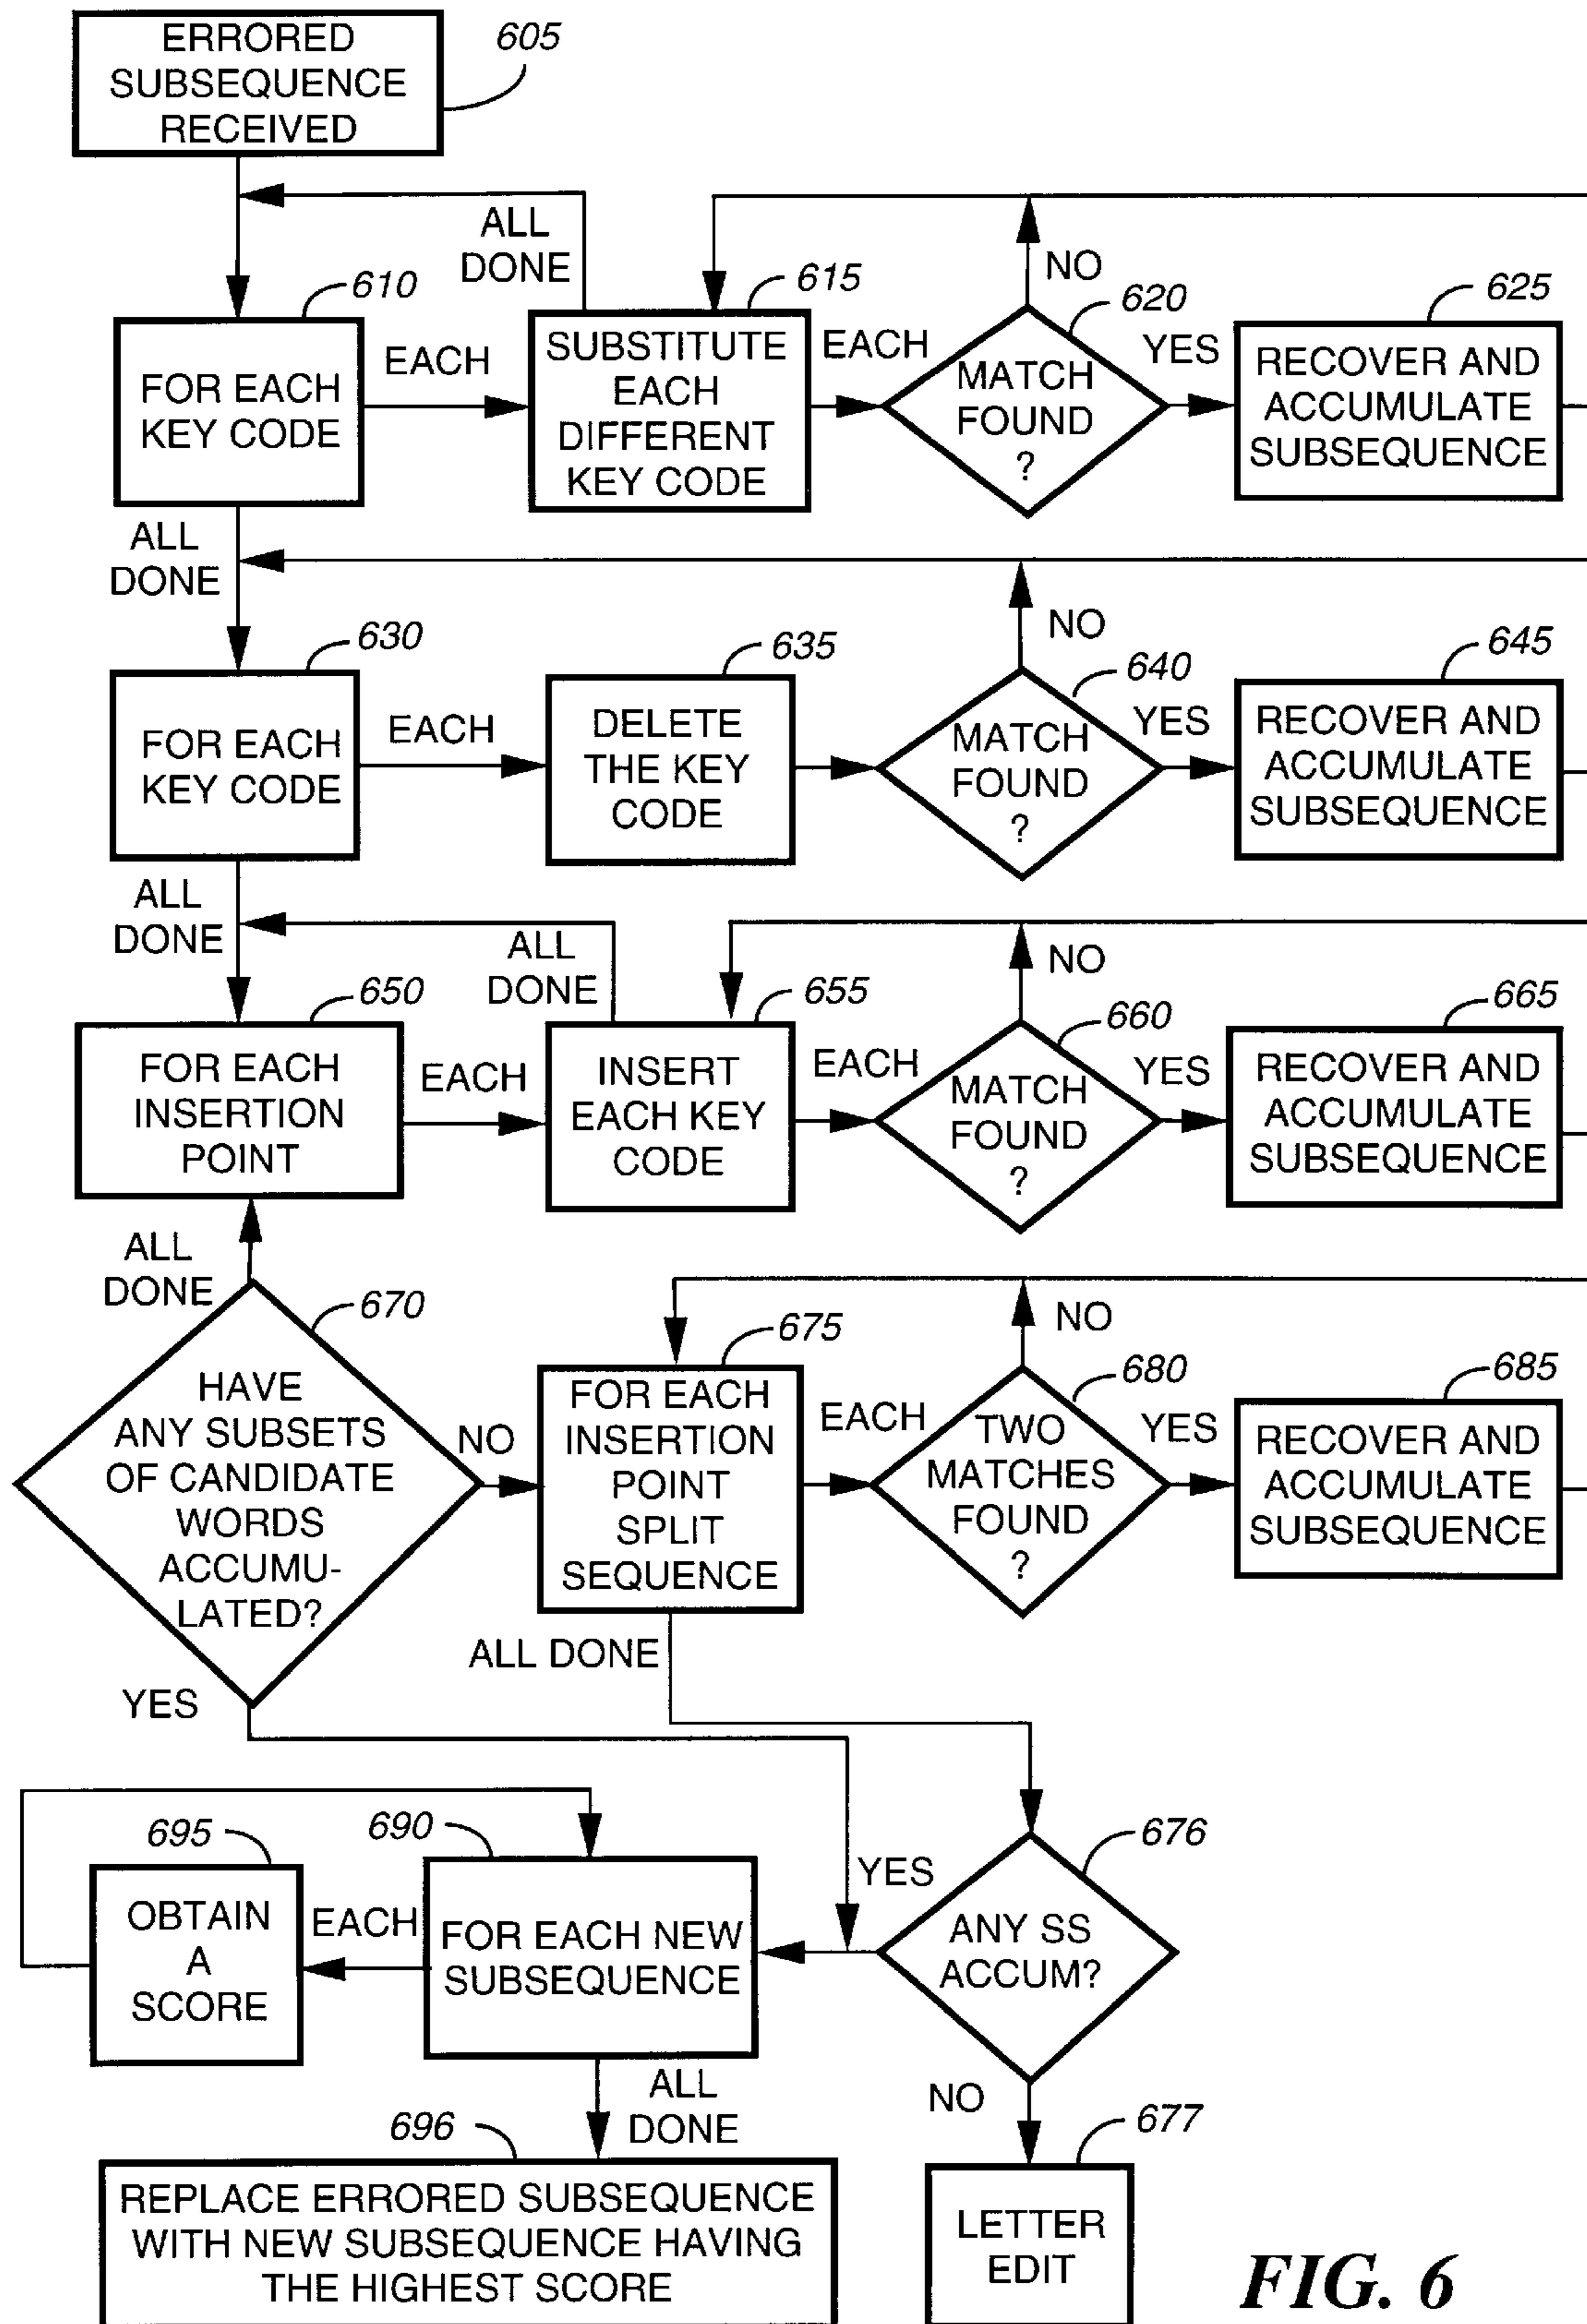 ERRORED
SUBSEQUENCE
RECEIVED
605
ALL
DONE
NO
610
615
620
625
FOR EACH
KEY CODE
EACH
SUBSTITUTE
EACH
DIFFERENT
KEY CODE
EACH
MATCH
FOUND
?
YES
RECOVER AND
ACCUMULATE
SUBSEQUENCE
ALL
DONE
NO
630
635
640
645
FOR EACH
KEY CODE
EACH
DELETE
THE KEY
CODE
MATCH
FOUND
?
YES
RECOVER AND
ACCUMULATE
SUBSEQUENCE
ALL
DONE
ALL
DONE
NO
650
655
660
665
FOR EACH
INSERTION
POINT
EACH
INSERT
EACH KEY
CODE
EACH
MATCH
FOUND
?
YES
RECOVER AND
ACCUMULATE
SUBSEQUENCE
ALL
DONE
NO
670
675
680
685
HAVE
ANY SUBSETS
OF CANDIDATE
WORDS
ACCUMU-
LATED?
NO
FOR EACH
INSERTION
POINT
SPLIT
SEQUENCE
EACH
TWO
MATCHES
FOUND
?
YES
RECOVER AND
ACCUMULATE
SUBSEQUENCE
YES
ALL DONE
695
690
676
OBTAIN
A
SCORE
EACH
FOR EACH NEW
SUBSEQUENCE
YES
ANY SS
ACCUM?
ALL
DONE
NO
696
677
REPLACE ERRORED SUBSEQUENCE
WITH NEW SUBSEQUENCE HAVING
THE HIGHEST SCORE
LETTER
EDIT
FIG. 6